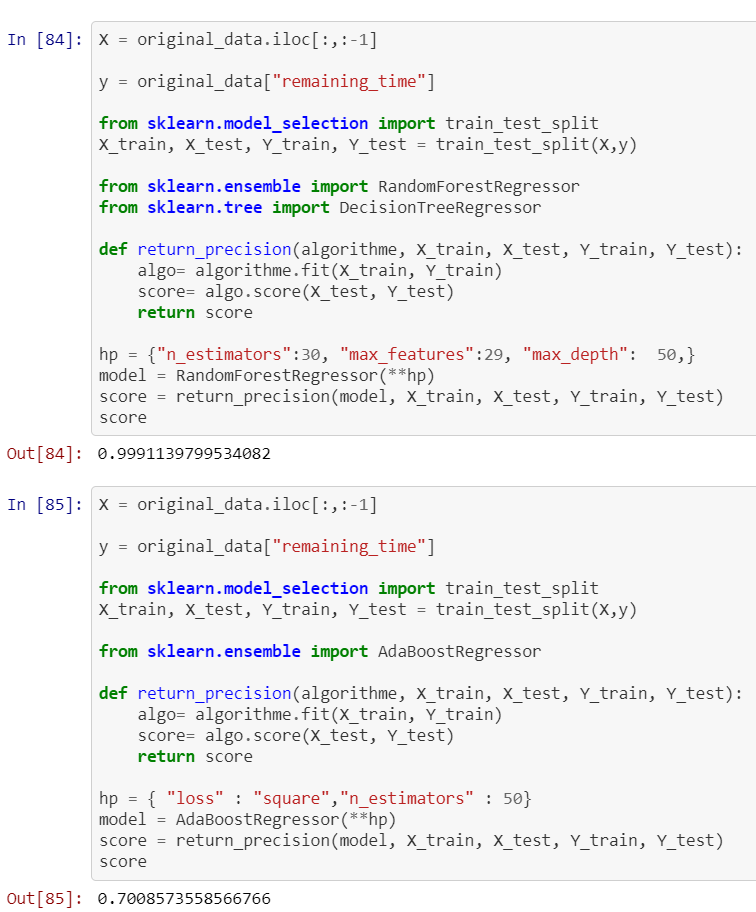 In [84]: X = original_data.iloc[:,:-1]
y = original_data["remaining_time"]
from sklearn.model_selection import train_test_split
X_train, X_test, Y_train, Y_test = train_test_split(X,y)
from sklearn.ensemble import RandomForestRegressor
from sklearn.tree import DecisionTreeRegressor
def return_precision(algorithme, X_train, X_test, Y_train, Y_test):
    algo= algorithme.fit(X_train, Y_train)
    score= algo.score(X_test, Y_test)
    return score
hp = {"n_estimators":30, "max_features":29, "max_depth":  50,}
model = RandomForestRegressor(**hp)
score = return_precision(model, X_train, X_test, Y_train, Y_test)
score
Out[84]: 0.9991139799534082
In [85]: X = original_data.iloc[:,:-1]
y = original_data["remaining_time"]
from sklearn.model_selection import train_test_split
X_train, X_test, Y_train, Y_test = train_test_split(X,y)
from sklearn.ensemble import AdaBoostRegressor
def return_precision(algorithme, X_train, X_test, Y_train, Y_test):
    algo= algorithme.fit(X_train, Y_train)
    score= algo.score(X_test, Y_test)
    return score
hp = { "loss" : "square","n_estimators" : 50}
model = AdaBoostRegressor(**hp)
score = return_precision(model, X_train, X_test, Y_train, Y_test)
score
Out[85]: 0.7008573558566766